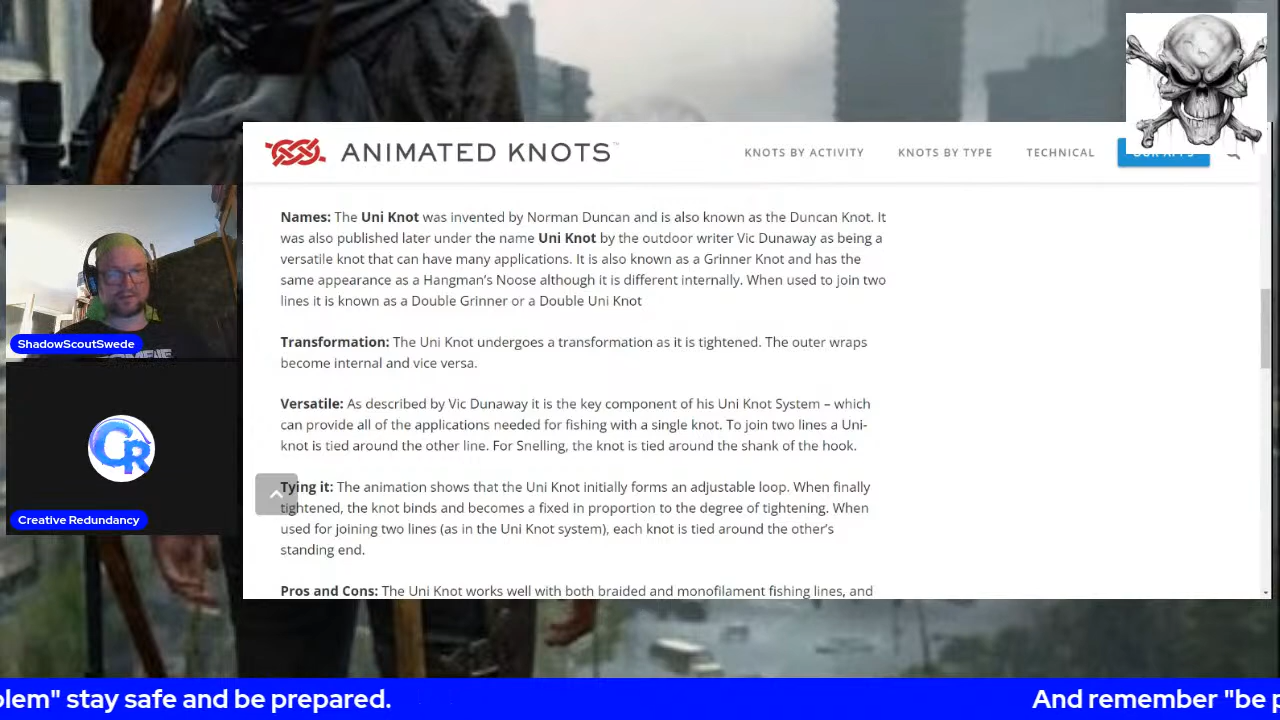 ANIMATED KNOTS™
KNOTS BY ACTIVITY
KNOTS BY TYPE
TECHNICAL
Names: The Uni Knot was invented by Norman Duncan and is also known as the Duncan Knot. It
was also published later under the name Uni Knot by the outdoor writer Vic Dunaway as being a
versatile knot that can have many applications. It is also known as a Grinner Knot and has the
same appearance as a Hangman's Noose although it is different internally. When used to join two
lines it is known as a Double Grinner or a Double Uni Knot
Transformation: The Uni Knot undergoes a transformation as it is tightened. The outer wraps
become internal and vice versa.
Versatile: As described by Vic Dunaway it is the key component of his Uni Knot System – which
can provide all of the applications needed for fishing with a single knot. To join two lines a Uni-
knot is tied around the other line. For Snelling, the knot is tied around the shank of the hook.
Tying it: The animation shows that the Uni Knot initially forms an adjustable loop. When finally
tightened, the knot binds and becomes a fixed in proportion to the degree of tightening. When
used for joining two lines (as in the Uni Knot system), each knot is tied around the other's
standing end.
Pros and Cons: The Uni Knot works well with both braided and monofilament fishing lines, and
ShadowScoutSwede
CR
Creative Redundancy
olem" stay safe and be prepared.
And remember "be p